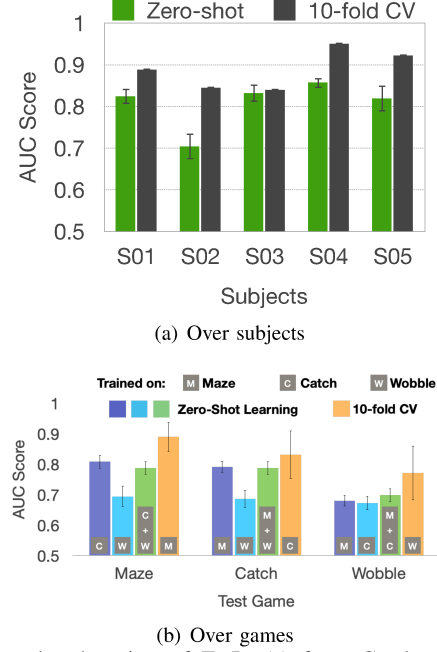 Zero-shot 10-fold CV
1
0.9
0.8
0.7
0.6
0.5
AUC Score
S01 S02 S03 S04 S05
Subjects
(a) Over subjects
Trained on: M Maze C Catch W Wobble
Zero-Shot Learning 10-fold CV
1
0.9
0.8
0.7
0.6
0.5
AUC Score
C W C + W M
M W M + W C
M C M + C W
Maze Catch Wobble
Test Game
(b) Over games